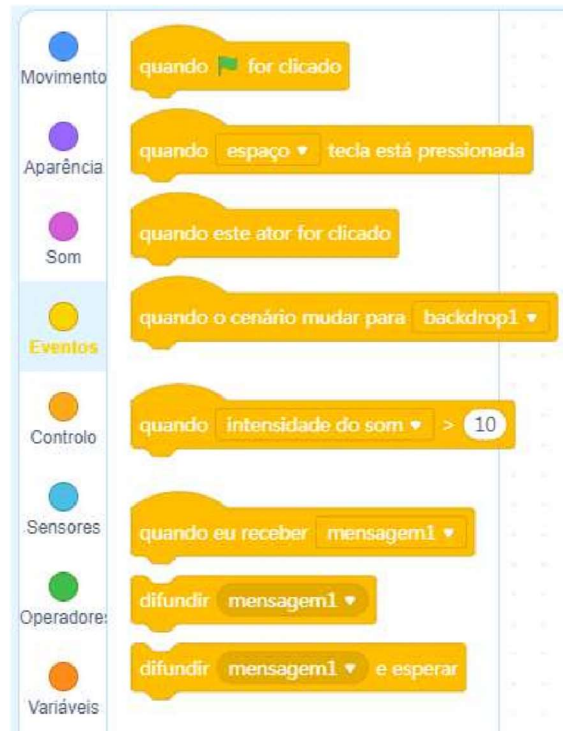 Movimento
quando for clicado
Aparência
quando espaço tecla está pressionada
Som
quando este ator for clicado
Eventos
quando o cenário mudar para backdrop1
Controlo
quando intensidade do som > 10
Sensores
quando eu receber mensagem1
Operadores
difundir mensagem1
Variáveis
difundir mensagem1 e esperar